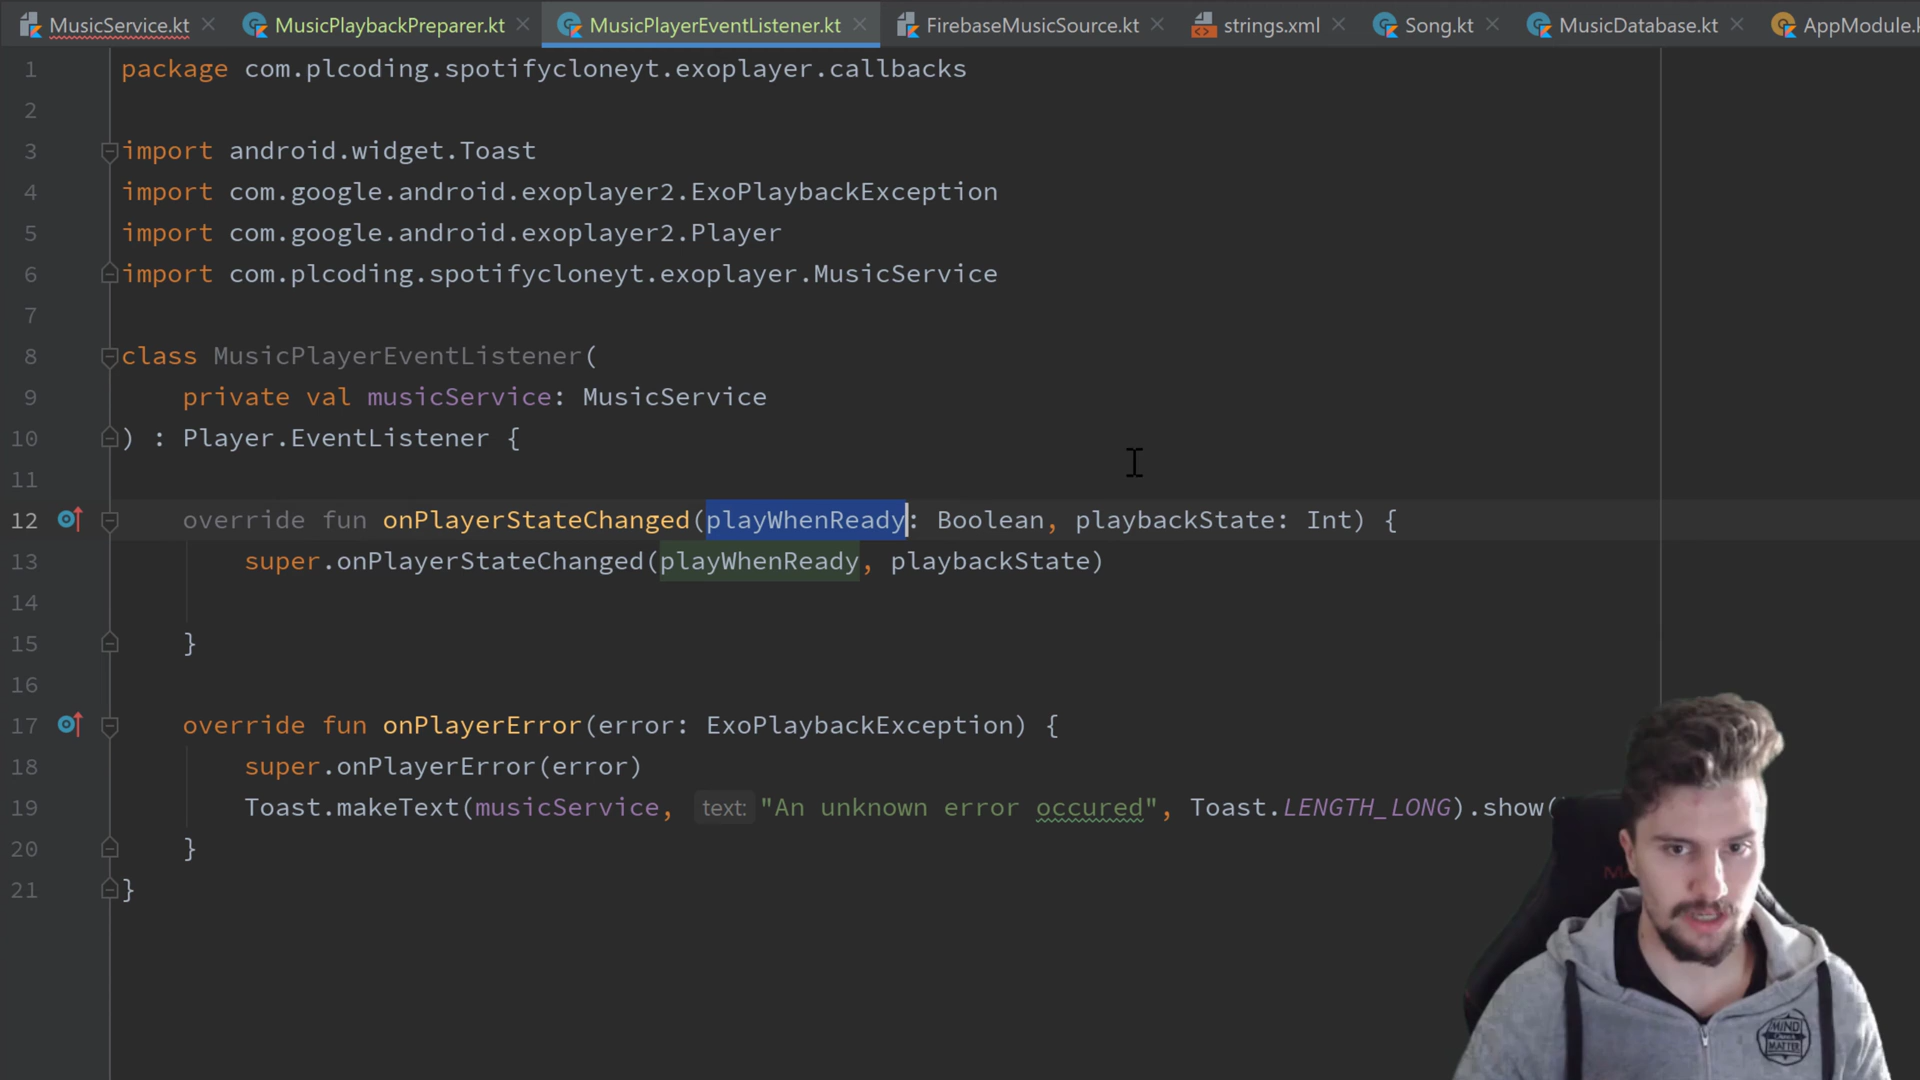 MusicService.kt MusicPlaybackPreparer.kt MusicPlayerEventListener.kt FirebaseMusicSource.kt strings.xml Song.kt MusicDatabase.kt AppModule.k
1 package com.plcoding.spotifycloneyt.exoplayer.callbacks
2
3 import android.widget.Toast
4 import com.google.android.exoplayer2.ExoPlaybackException
5 import com.google.android.exoplayer2.Player
6 import com.plcoding.spotifycloneyt.exoplayer.MusicService
7
8 class MusicPlayerEventListener(
9 private val musicService: MusicService
10 ) : Player.EventListener {
11
12 override fun onPlayerStateChanged(playWhenReady: Boolean, playbackState: Int) {
13 super.onPlayerStateChanged(playWhenReady, playbackState)
14
15 }
16
17 override fun onPlayerError(error: ExoPlaybackException) {
18 super.onPlayerError(error)
19 Toast.makeText(musicService, text: "An unknown error occured", Toast.LENGTH_LONG).show(
20 }
21 }
MIND
MATTER